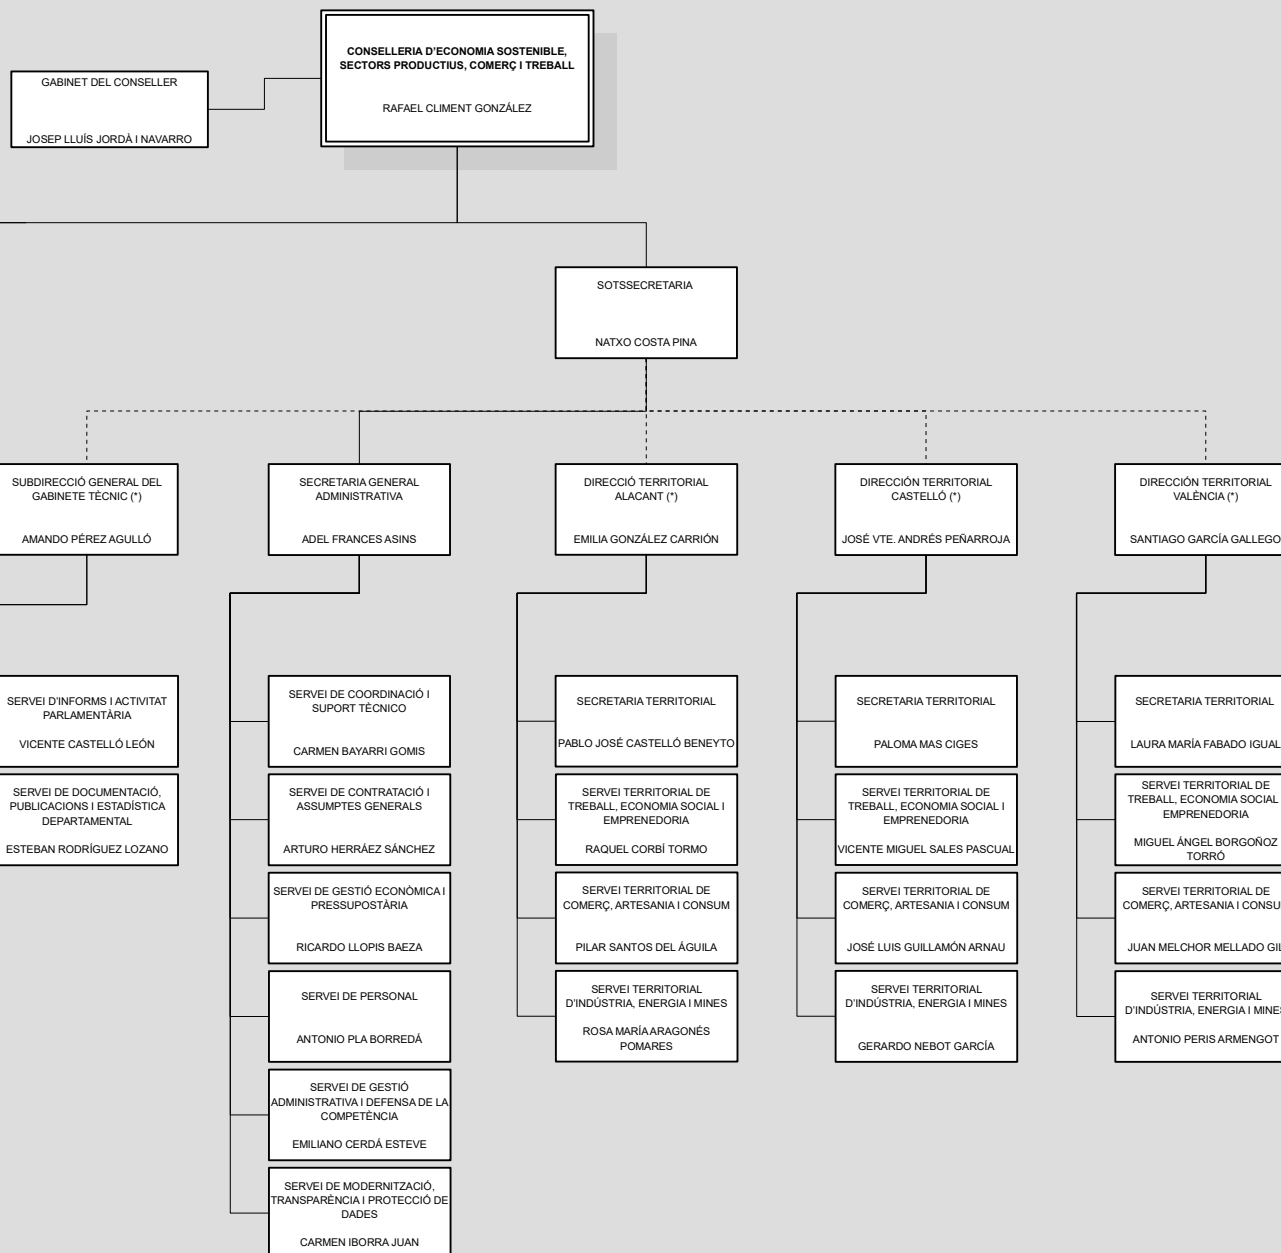 CONSELLERIA D'ECONOMIA SOSTENIBLE,
SECTORS PRODUCTIUS, COMERÇ I TREBALL
RAFAEL CLIMENT GONZÁLEZ
GABINET DEL CONSELLER
JOSEP LLUÍS JORDÀ I NAVARRO
SOTSSECRETARIA
NATXO COSTA PINA
SUBDIRECCIÓ GENERAL DEL
GABINETE TÈCNIC (*)
AMANDO PÉREZ AGULLÓ
SECRETARIA GENERAL
ADMINISTRATIVA
ADEL FRANCES ASINS
DIRECCIÓ TERRITORIAL
ALACANT (*)
EMILIA GONZÁLEZ CARRIÓN
DIRECCIÓN TERRITORIAL
CASTELLÓ (*)
JOSÉ VTE. ANDRÉS PEÑARROJA
DIRECCIÓN TERRITORIAL
VALÈNCIA (*)
SANTIAGO GARCÍA GALLEGO
SERVEI D'INFORMS I ACTIVITAT
PARLAMENTÀRIA
VICENTE CASTELLÓ LEÓN
SERVEI DE DOCUMENTACIÓ,
PUBLICACIONS I ESTADÍSTICA
DEPARTAMENTAL
ESTEBAN RODRÍGUEZ LOZANO
SERVEI DE COORDINACIÓ I
SUPORT TÈCNIC
CARMEN BAYARRI GOMIS
SERVEI DE CONTRATACIÓ I
ASSUMPTES GENERALS
ARTURO HERRÁEZ SÁNCHEZ
SERVEI DE GESTIÓ ECONÒMICA I
PRESSUPOSTÀRIA
RICARDO LLOPIS BAEZA
SERVEI DE PERSONAL
ANTONIO PLA BORREDÁ
SERVEI DE GESTIÓ
ADMINISTRATIVA I DEFENSA DE LA
COMPETÈNCIA
EMILIANO CERDÁ ESTEVE
SERVEI DE MODERNITZACIÓ,
TRANSPARÈNCIA I PROTECCIÓ DE
DADES
CARMEN IBORRA JUAN
SECRETARIA TERRITORIAL
PABLO JOSÉ CASTELLÓ BENEYTO
SERVEI TERRITORIAL DE
TREBALL, ECONOMIA SOCIAL I
EMPRENEDORIA
RAQUEL CORBÍ TORMO
SERVEI TERRITORIAL DE
COMERÇ, ARTESANIA I CONSUM
PILAR SANTOS DEL ÁGUILA
SERVEI TERRITORIAL
D'INDÚSTRIA, ENERGIA I MINES
ROSA MARÍA ARAGONÉS
POMARES
SECRETARIA TERRITORIAL
PALOMA MAS CIGES
SERVEI TERRITORIAL DE
TREBALL, ECONOMIA SOCIAL I
EMPRENEDORIA
VICENTE MIGUEL SALES PASCUAL
SERVEI TERRITORIAL DE
COMERÇ, ARTESANIA I CONSUM
JOSÉ LUIS GUILLAMÓN ARNAU
SERVEI TERRITORIAL
D'INDÚSTRIA, ENERGIA I MINES
GERARDO NEBOT GARCÍA
SECRETARIA TERRITORIAL
LAURA MARÍA FABADO IGUAL
SERVEI TERRITORIAL DE
TREBALL, ECONOMIA SOCIAL
EMPRENEDORIA
MIGUEL ÁNGEL BORGOÑOZ
TORRÓ
SERVEI TERRITORIAL DE
COMERÇ, ARTESANIA I
JUAN MELCHOR MELLADO GIL
SERVEI TERRITORIAL
D'INDÚSTRIA, ENERGIA I MINES
ANTONIO PERIS ARMENGOT